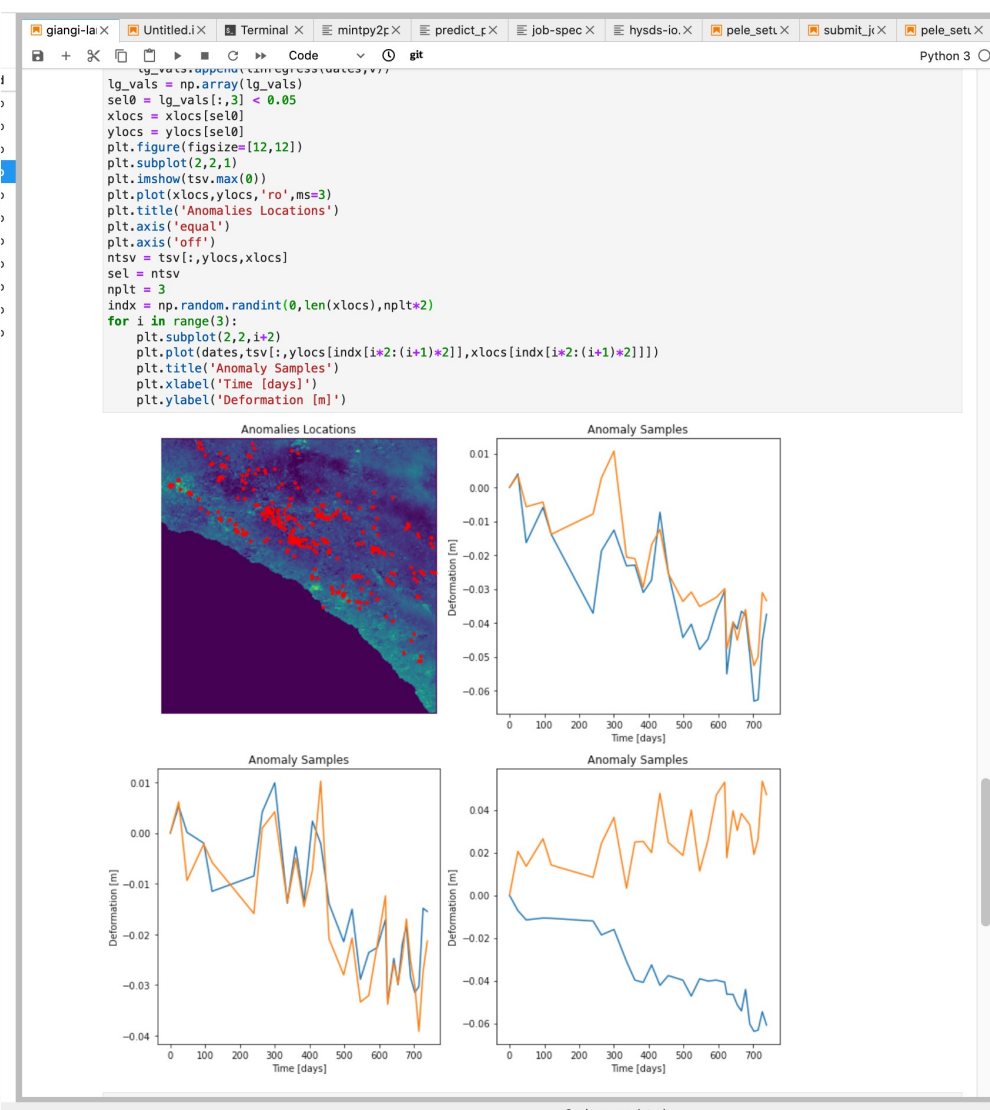 giangi-la
Untitled.i
Terminal
mintpy2p
predict_p
job-spec
hysds-io.
pele_setu
submit_jo
pele_setu
Code
git
Python 3
lg_vals.append(linregress(dates,v))
lg_vals = np.array(lg_vals)
sel0 = lg_vals[:,3] < 0.05
xlocs = xlocs[sel0]
ylocs = ylocs[sel0]
plt.figure(figsize=[12,12])
plt.subplot(2,2,1)
plt.imshow(tsv.max(0))
plt.plot(xlocs,ylocs,'ro',ms=3)
plt.title('Anomalies Locations')
plt.axis('equal')
plt.axis('off')
ntsv = tsv[:,ylocs,xlocs]
sel = ntsv
nplt = 3
indx = np.random.randint(0,len(xlocs),nplt*2)
for i in range(3):
    plt.subplot(2,2,i+2)
    plt.plot(dates,tsv[:,ylocs[indx[i*2:(i+1)*2]],xlocs[indx[i*2:(i+1)*2]]])
    plt.title('Anomaly Samples')
    plt.xlabel('Time [days]')
    plt.ylabel('Deformation [m]')
Anomalies Locations
Anomaly Samples
0.01
0.00
−0.01
−0.02
−0.03
−0.04
−0.05
−0.06
Deformation [m]
0 100 200 300 400 500 600 700
Time [days]
Anomaly Samples
0.01
0.00
−0.01
−0.02
−0.03
−0.04
Deformation [m]
0 100 200 300 400 500 600 700
Time [days]
Anomaly Samples
0.04
0.02
0.00
−0.02
−0.04
−0.06
Deformation [m]
0 100 200 300 400 500 600 700
Time [days]